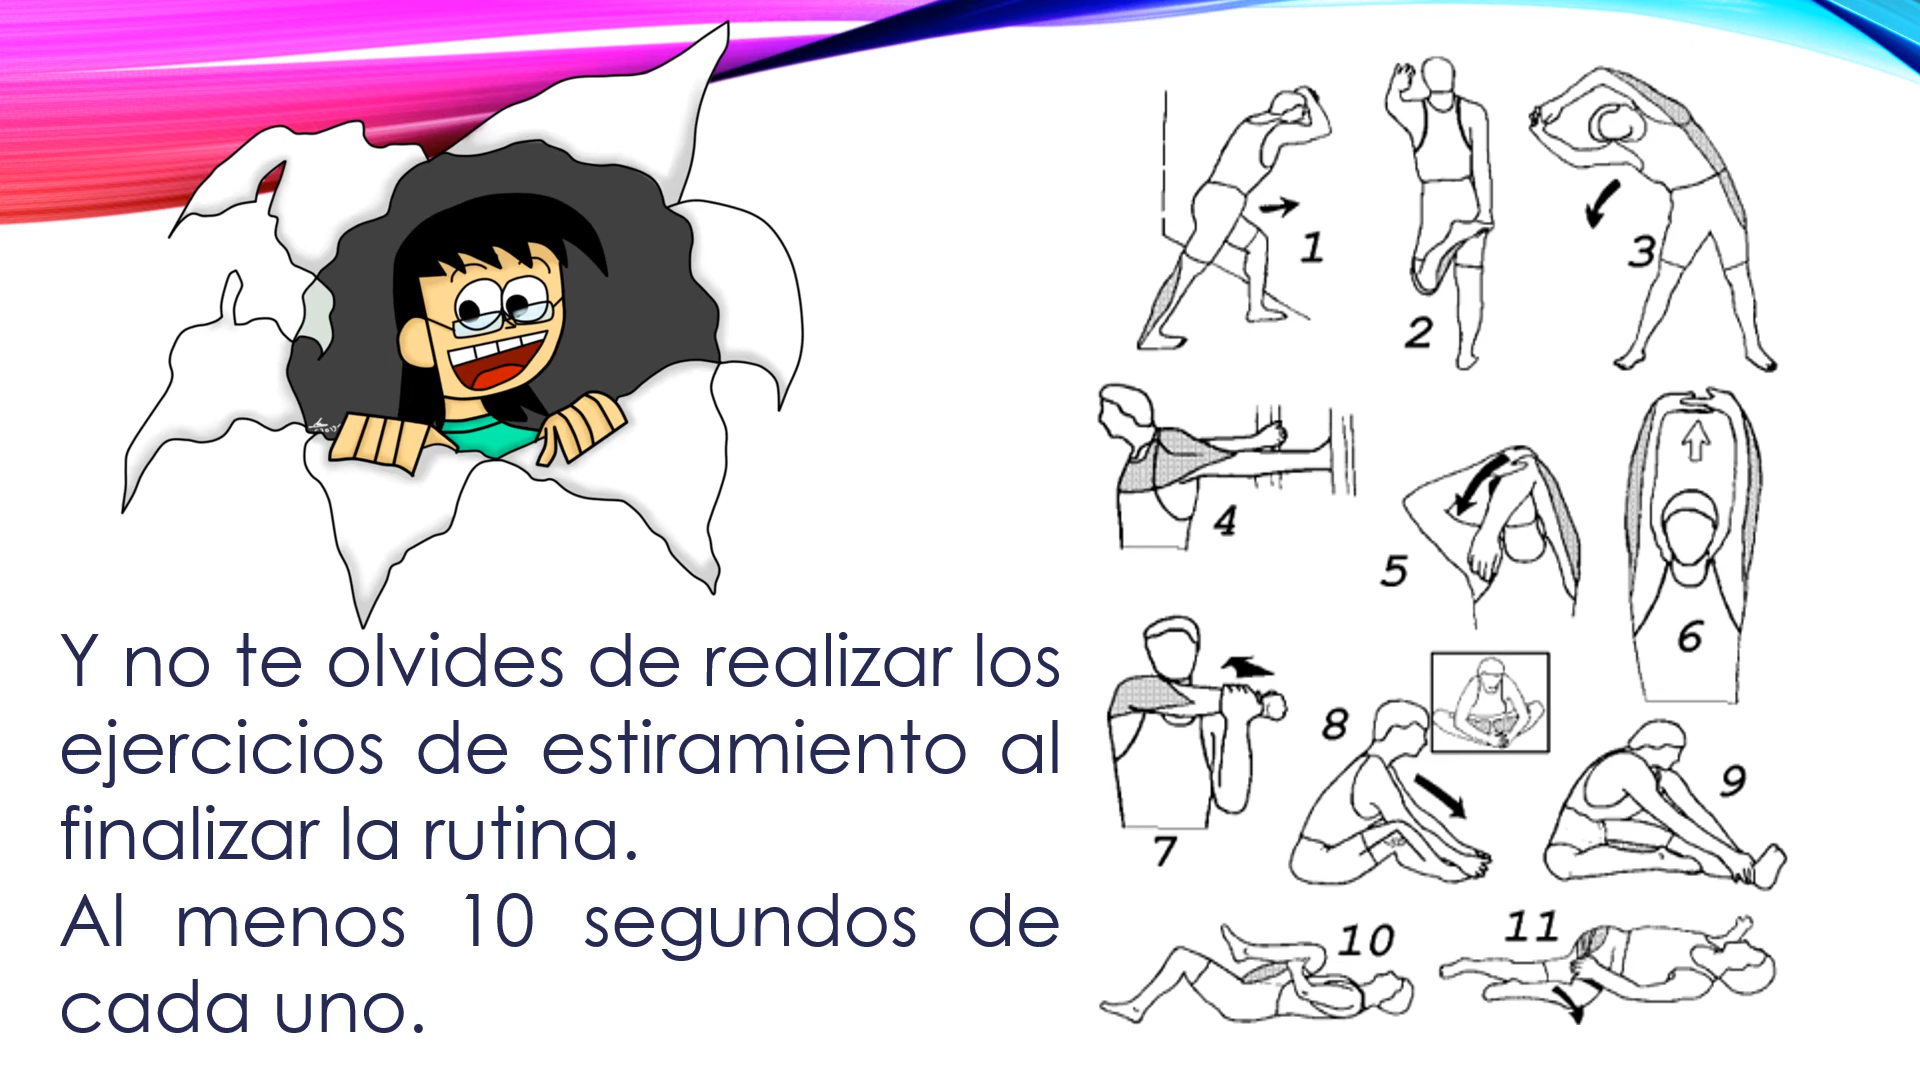 Y no te olvides de realizar los
ejercicios de estiramiento al
finalizar la rutina.
Al menos 10 segundos de
cada uno.
1
2
3
4
5
6
7
8
9
10
11